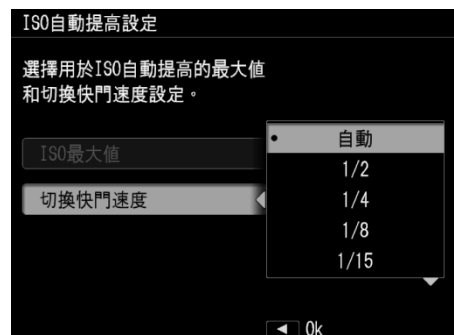 ISO自動提高設定
選擇用於ISO自動提高的最大值
和切換快門速度設定。
ISO最大值
切換快門速度
自動
1/2
1/4
1/8
1/15
Ok